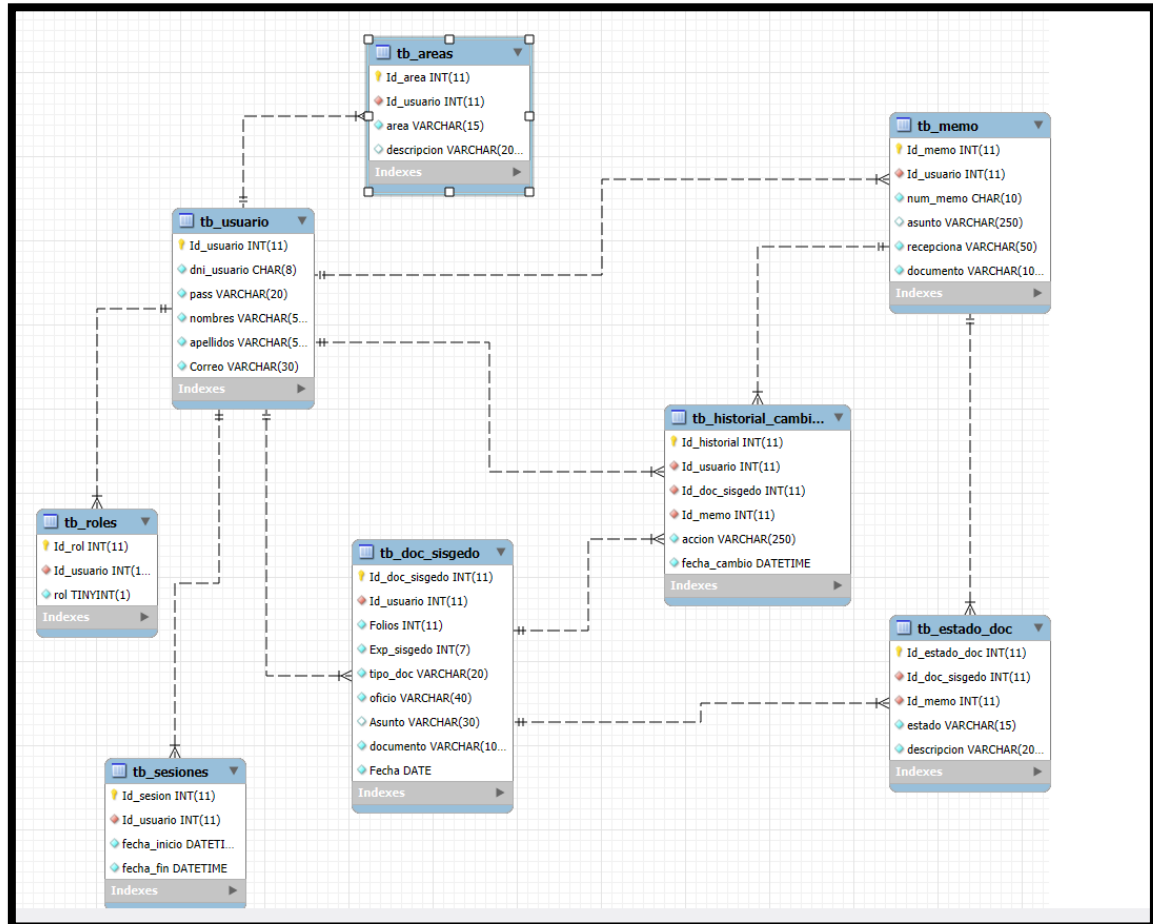 tb_areas
Id_area INT(11)
Id_usuario INT(11)
area VARCHAR(15)
descripcion VARCHAR(20...
Indexes
tb_usuario
Id_usuario INT(11)
dni_usuario CHAR(8)
pass VARCHAR(20)
nombres VARCHAR(5...
apellidos VARCHAR(5...
Correo VARCHAR(30)
Indexes
tb_memo
Id_memo INT(11)
Id_usuario INT(11)
num_memo CHAR(10)
asunto VARCHAR(250)
recepciona VARCHAR(50)
documento VARCHAR(10...
Indexes
tb_historial_cambi...
Id_historial INT(11)
Id_usuario INT(11)
Id_doc_sisgedo INT(11)
Id_memo INT(11)
accion VARCHAR(250)
fecha_cambio DATETIME
Indexes
tb_roles
Id_rol INT(11)
Id_usuario INT(1...
rol TINYINT(1)
Indexes
tb_doc_sisgedo
Id_doc_sisgedo INT(11)
Id_usuario INT(11)
Folios INT(11)
Exp_sisgedo INT(7)
tipo_doc VARCHAR(20)
oficio VARCHAR(40)
Asunto VARCHAR(30)
documento VARCHAR(10...
Fecha DATE
Indexes
tb_estado_doc
Id_estado_doc INT(11)
Id_doc_sisgedo INT(11)
Id_memo INT(11)
estado VARCHAR(15)
descripcion VARCHAR(20...
Indexes
tb_sesiones
Id_sesion INT(11)
Id_usuario INT(11)
fecha_inicio DATETI...
fecha_fin DATETIME
Indexes